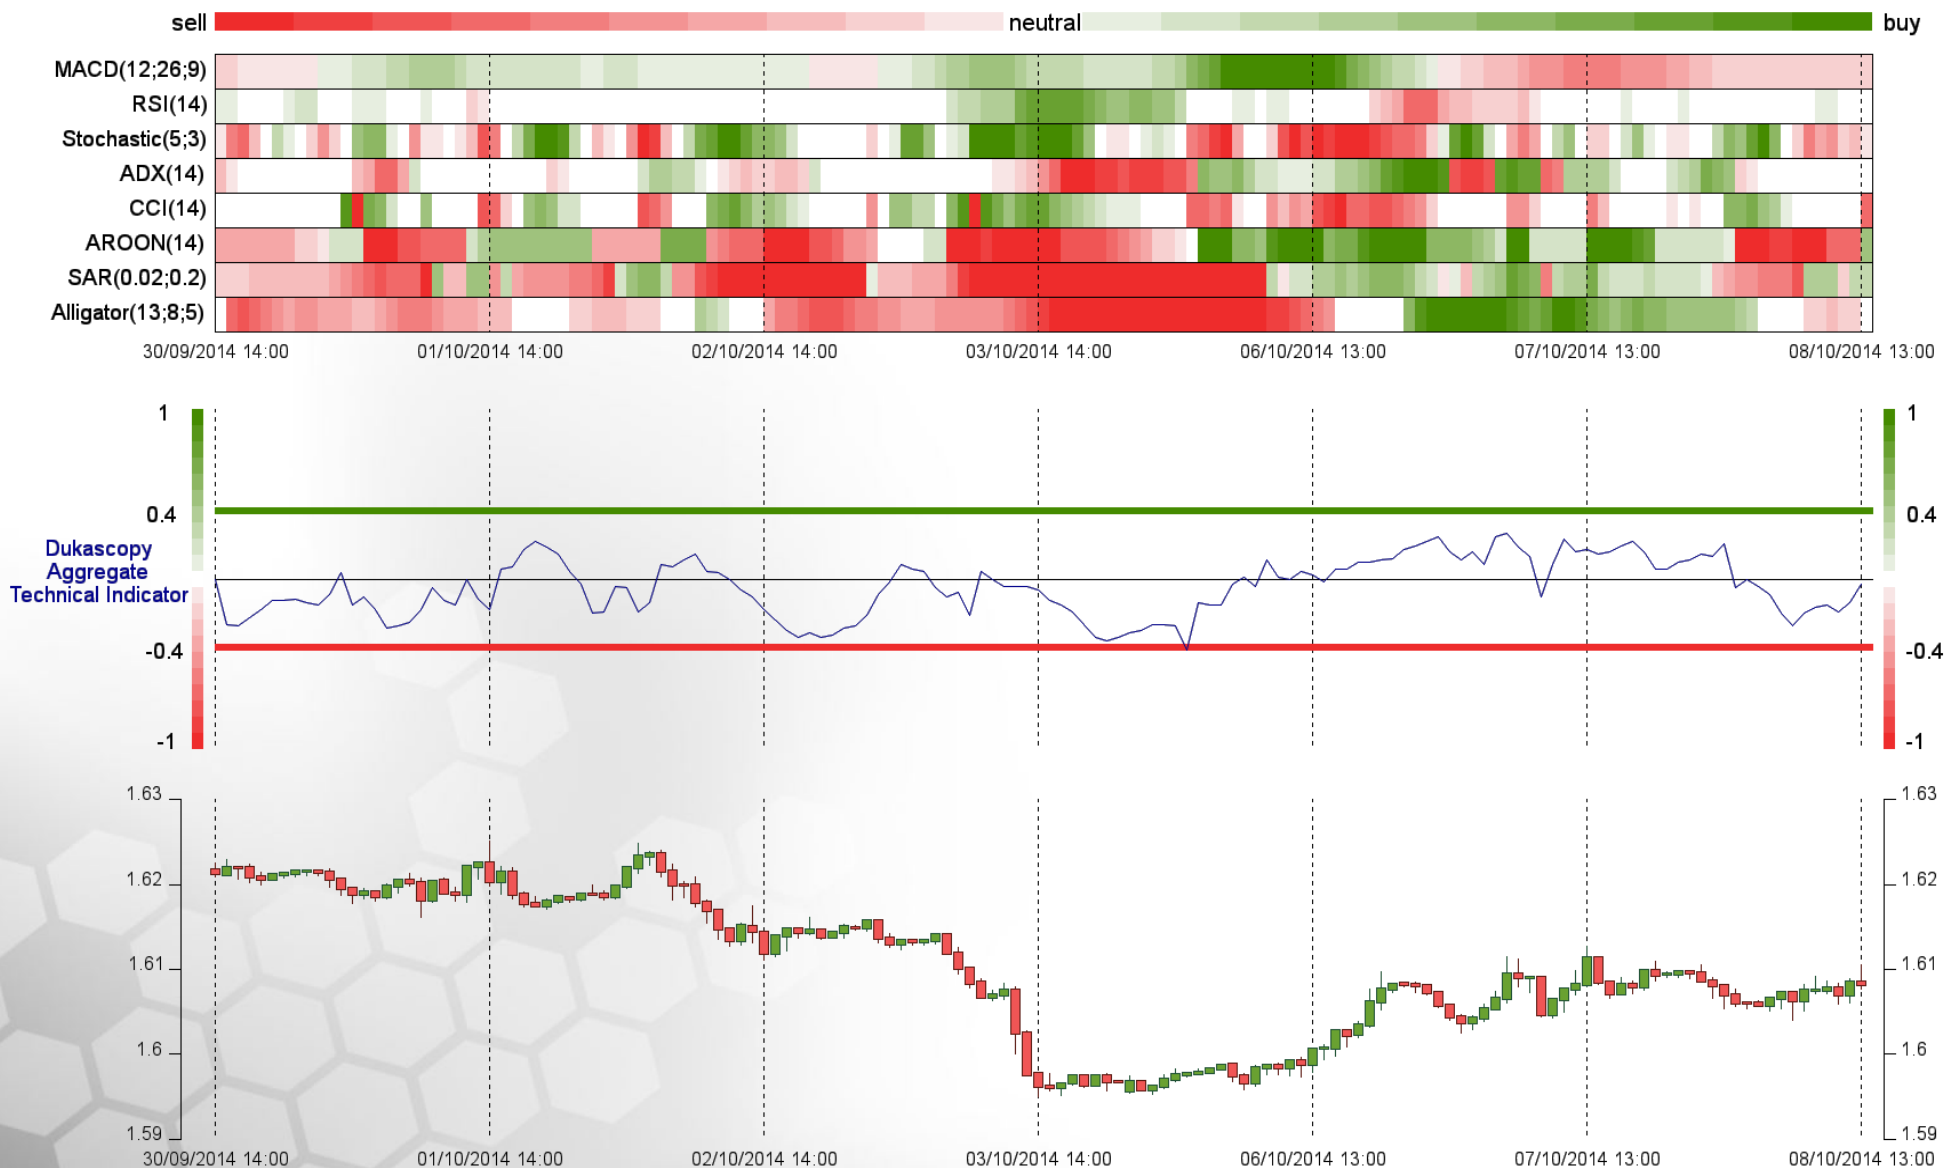 sell neutral buy
MACD(12;26;9)
RSI(14)
Stochastic(5;3)
ADX(14)
CCI(14)
AROON(14)
SAR(0.02;0.2)
Alligator(13;8;5)
30/09/2014 14:00 01/10/2014 14:00 02/10/2014 14:00 03/10/2014 14:00 06/10/2014 13:00 07/10/2014 13:00 08/10/2014 13:00
1 1
0.4 0.4
Dukascopy
Aggregate
Technical Indicator
-0.4 -0.4
-1 -1
1.63 1.63
1.62 1.62
1.61 1.61
1.6 1.6
1.59 1.59
30/09/2014 14:00 01/10/2014 14:00 02/10/2014 14:00 03/10/2014 14:00 06/10/2014 13:00 07/10/2014 13:00 08/10/2014 13:00